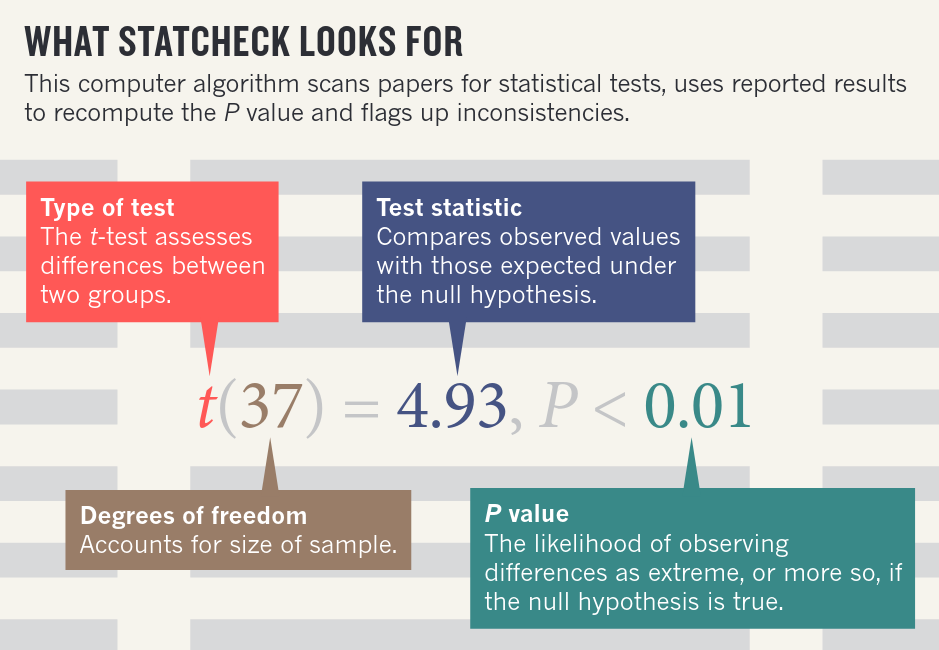 WHAT STATCHECK LOOKS FOR
This computer algorithm scans papers for statistical tests, uses reported results
to recompute the P value and flags up inconsistencies.
Type of test
The t-test assesses
differences between
two groups.
Test statistic
Compares observed values
with those expected under
the null hypothesis.
t(37) = 4.93, P < 0.01
Degrees of freedom
Accounts for size of sample.
P value
The likelihood of observing
differences as extreme, or more so, if
the null hypothesis is true.